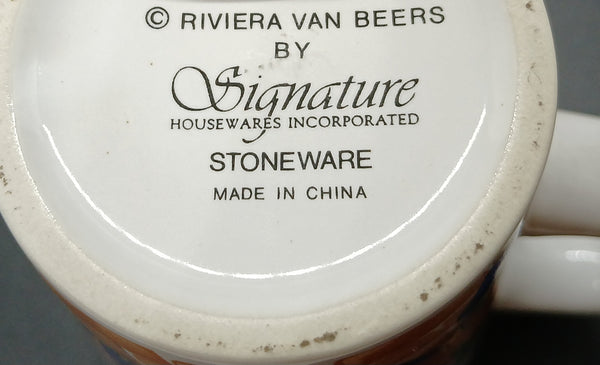 © RIVIERA VAN BEERS
BY
Signature
HOUSEWARES INCORPORATED
STONEWARE
MADE IN CHINA